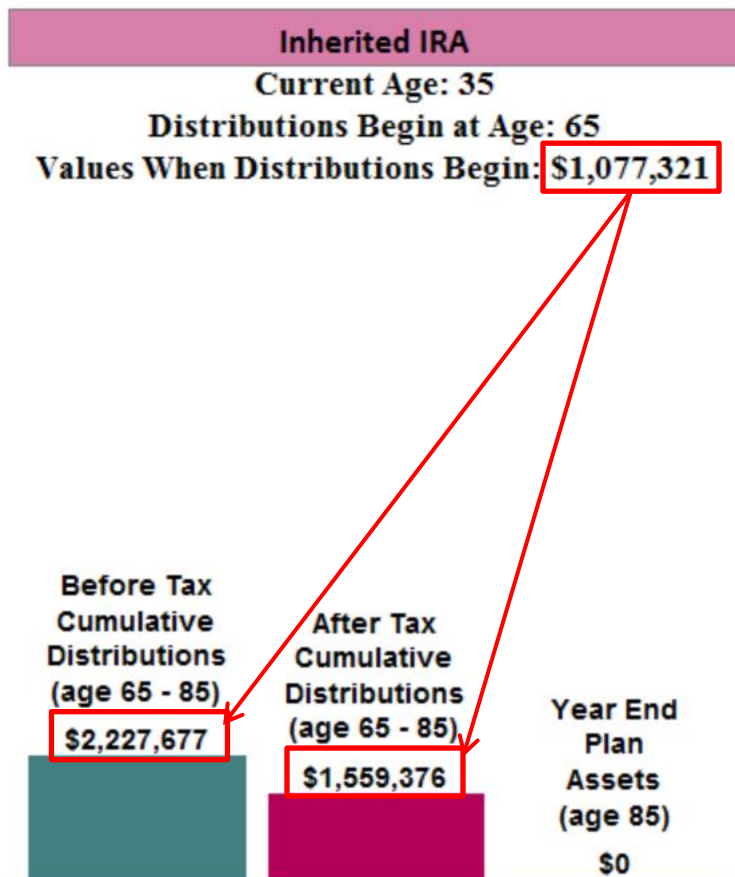 Inherited IRA
Current Age: 35
Distributions Begin at Age: 65
Values When Distributions Begin: $1,077,321
Before Tax
Cumulative
Distributions
(age 65 - 85)
$2,227,677
After Tax
Cumulative
Distributions
(age 65 - 85)
$1,559,376
Year End
Plan
Assets
(age 85)
$0